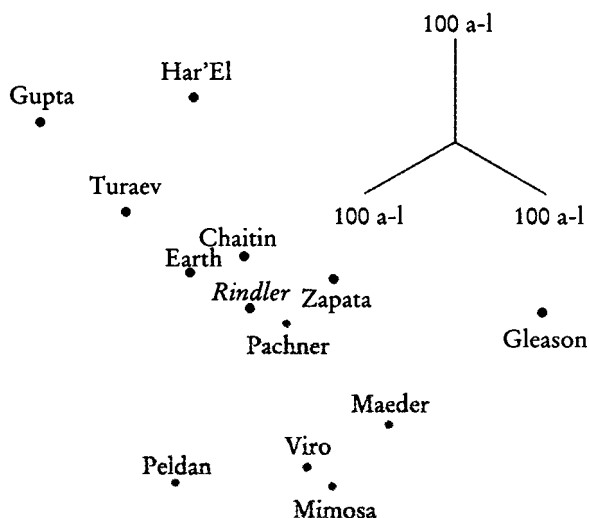 100 a-l
Har'El
Gupta
Turaev
100 a-l
100 a-l
Chaitin
Earth
Rindler
Zapata
Pachner
Gleason
Maeder
Viro
Peldan
Mimosa